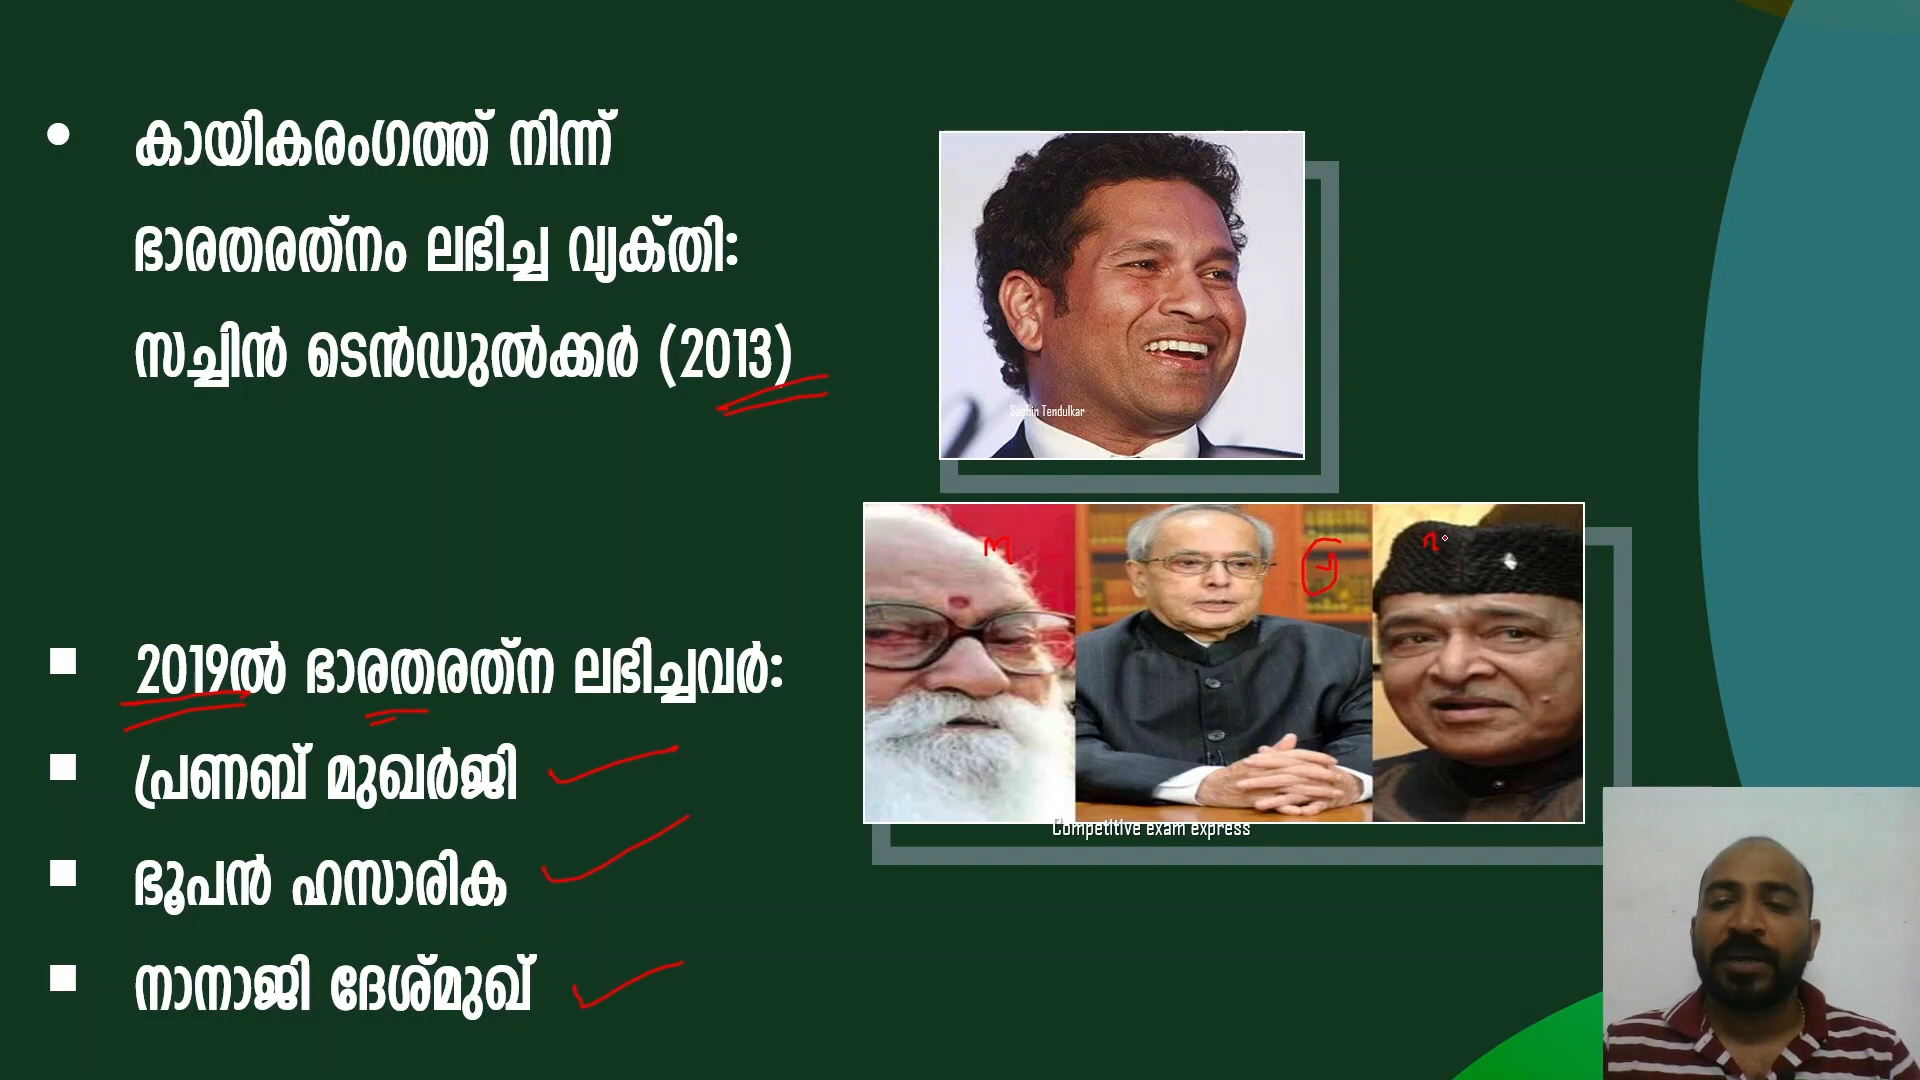 കായികരംഗത്ത് നിന്ന്
ഭാരതരത്‌നം ലഭിച്ച വ്യക്‌തി:
സച്ചിൻ ടെൻഡുൽക്കർ (2013)
Sachin Tendulkar
2019ൽ ഭാരതരത്‌ന ലഭിച്ചവർ:
പ്രണബ് മുഖർജി
ഭൂപൻ ഹസാരിക
നാനാജി ദേശ്‌മുഖ്
Competitive exam express